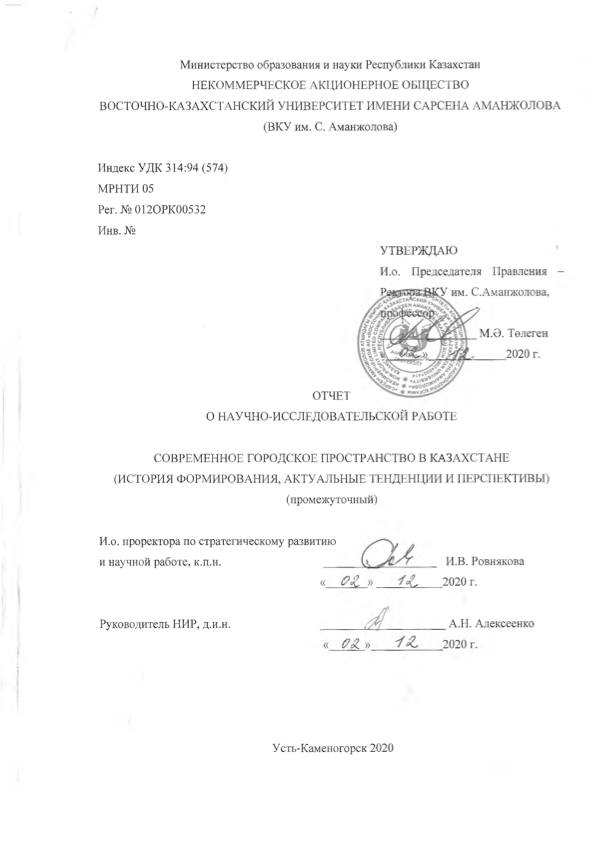 Министерство образования и науки Республики Казахстан
НЕКОММЕРЧЕСКОЕ АКЦИОНЕРНОЕ ОБЩЕСТВО
ВОСТОЧНО-КАЗАХСТАНСКИЙ УНИВЕРСИТЕТ ИМЕНИ САРСЕНА АМАНЖОЛОВА
(ВКУ им. С. Аманжолова)
Индекс УДК 314:94 (574)
МРНТИ 05
Рег. № 012ОРК00532
Инв. №
УТВЕРЖДАЮ
И.о. Председателя Правления –
Ректора ВКУ им. С.Аманжолова,
профессор
М.Ә. Төлеген
« 02 » 12 2020 г.
ОТЧЕТ
О НАУЧНО-ИССЛЕДОВАТЕЛЬСКОЙ РАБОТЕ
СОВРЕМЕННОЕ ГОРОДСКОЕ ПРОСТРАНСТВО В КАЗАХСТАНЕ
(ИСТОРИЯ ФОРМИРОВАНИЯ, АКТУАЛЬНЫЕ ТЕНДЕНЦИИ И ПЕРСПЕКТИВЫ)
(промежуточный)
И.о. проректора по стратегическому развитию
и научной работе, к.п.н. И.В. Ровнякова
« 02 » 12 2020 г.
Руководитель НИР, д.и.н. А.Н. Алексеенко
« 02 » 12 2020 г.
Усть-Каменогорск 2020